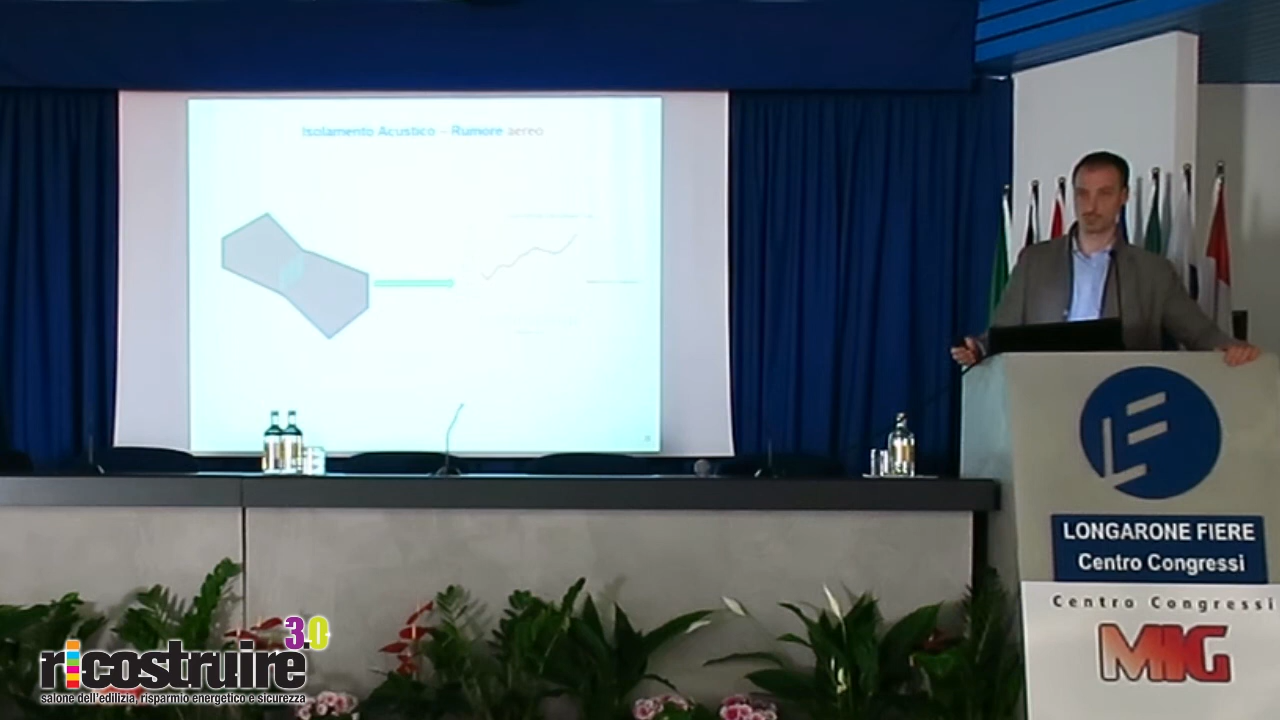 Isolamento Acustico – Rumore aereo
LONGARONE FIERE
Centro Congressi
Centro Congressi
MIG
ricostruire 3.0
salone dell'edilizia, risparmio energetico e sicurezza